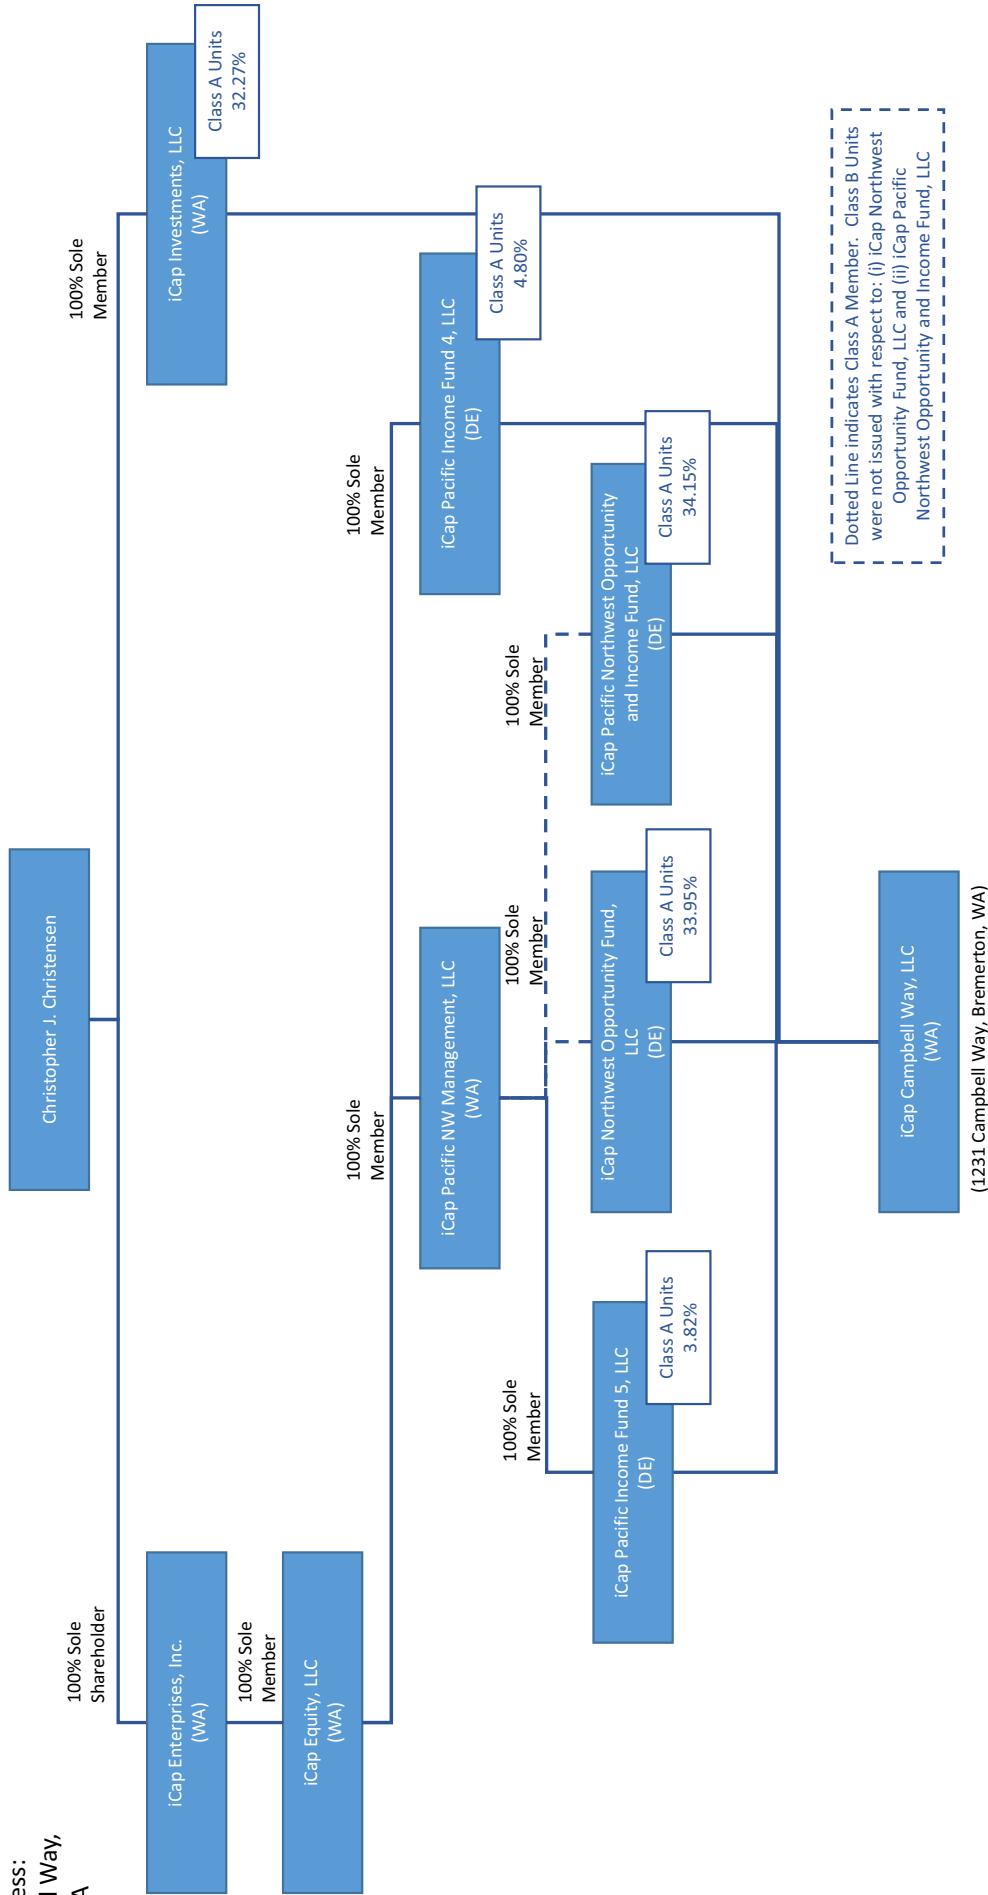 ess:
l Way,
A
Christopher J. Christensen
100% Sole
Shareholder
100% Sole
Member
iCap Enterprises, Inc.
(WA)
iCap Investments, LLC
(WA)
Class A Units
32.27%
100% Sole
Member
iCap Equity, LLC
(WA)
100% Sole
Member
100% Sole
Member
iCap Pacific NW Management, LLC
(WA)
iCap Pacific Income Fund 4, LLC
(DE)
Class A Units
4.80%
100% Sole
Member
100% Sole
Member
100% Sole
Member
iCap Pacific Income Fund 5, LLC
(DE)
Class A Units
3.82%
iCap Northwest Opportunity Fund,
LLC
(DE)
Class A Units
33.95%
iCap Pacific Northwest Opportunity
and Income Fund, LLC
(DE)
Class A Units
34.15%
Dotted Line indicates Class A Member.  Class B Units
were not issued with respect to: (i) iCap Northwest
Opportunity Fund, LLC and (ii) iCap Pacific
Northwest Opportunity and Income Fund, LLC
iCap Campbell Way, LLC
(WA)
(1231 Campbell Way, Bremerton, WA)